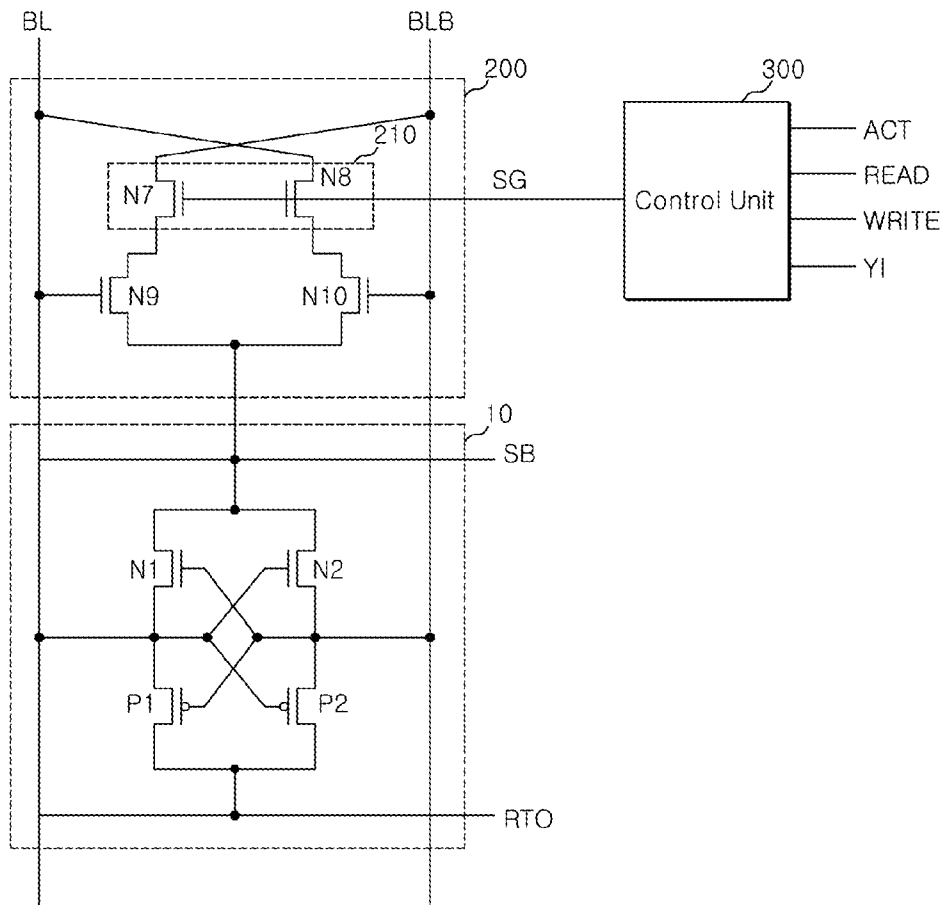 BL
BLB
200
300
210
ACT
N7
N8
SG
READ
Control Unit
WRITE
YI
N9
N10
10
SB
N1
N2
P1
P2
RTO